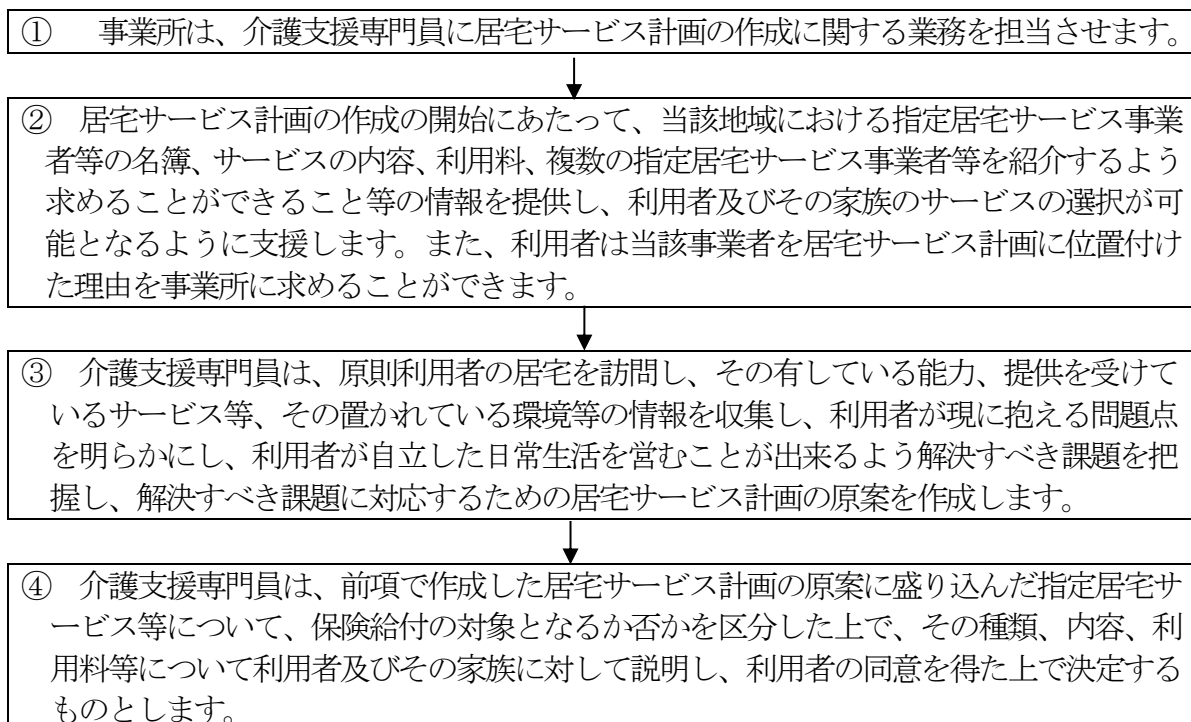 ① 事業所は、介護支援専門員に居宅サービス計画の作成に関する業務を担当させます。
② 居宅サービス計画の作成の開始にあたって、当該地域における指定居宅サービス事業
者等の名簿、サービスの内容、利用料、複数の指定居宅サービス事業者等を紹介するよう
求めることができること等の情報を提供し、利用者及びその家族のサービスの選択が可
能となるように支援します。また、利用者は当該事業者を居宅サービス計画に位置付け
た理由を事業所に求めることができます。
③ 介護支援専門員は、原則利用者の居宅を訪問し、その有している能力、提供を受けて
いるサービス等、その置かれている環境等の情報を収集し、利用者が現に抱える問題点
を明らかにし、利用者が自立した日常生活を営むことが出来るよう解決すべき課題を把
握し、解決すべき課題に対応するための居宅サービス計画の原案を作成します。
④ 介護支援専門員は、前項で作成した居宅サービス計画の原案に盛り込んだ指定居宅サ
ービス等について、保険給付の対象となるか否かを区分した上で、その種類、内容、利
用料等について利用者及びその家族に対して説明し、利用者の同意を得た上で決定する
ものとします。